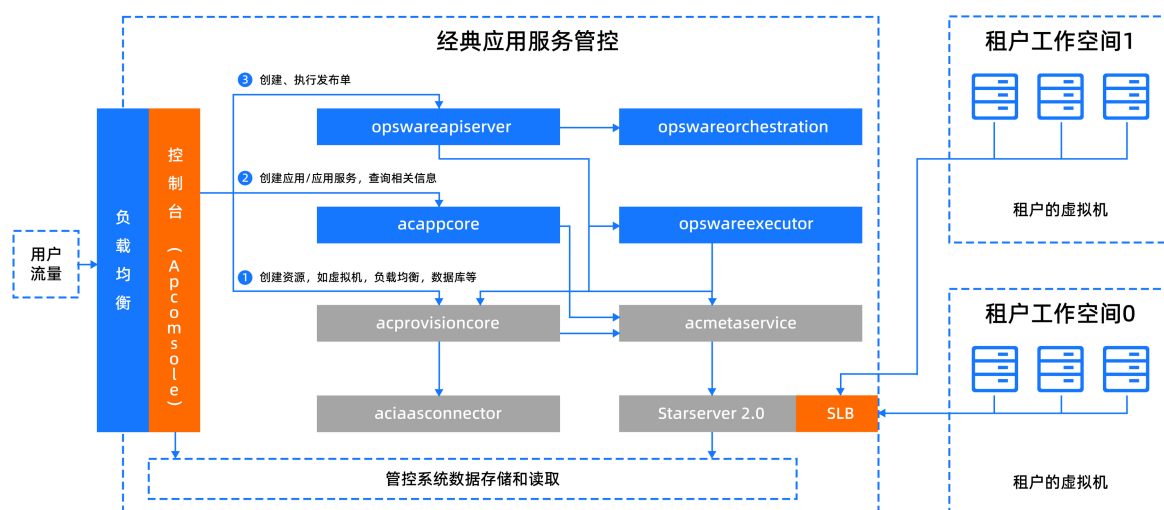 经典应用服务管控
租户工作空间1
3 创建、执行发布单
opswareapiserver
opswareorchestration
控制台（Apcomsole）
2 创建应用/应用服务，查询相关信息
租户的虚拟机
负载均衡
acappcore
opswareexecutor
用户
流量
1 创建资源，如虚拟机，负载均衡，数据库等
租户工作空间0
acprovisioncore
acmetaservice
aciaasconnector
Starserver 2.0
SLB
管控系统数据存储和读取
租户的虚拟机